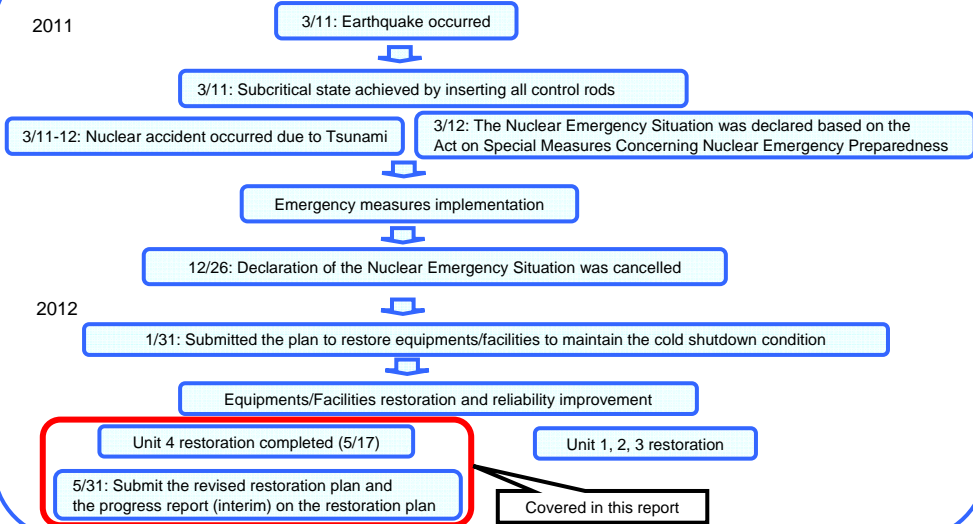 2011
3/11: Earthquake occurred
3/11: Subcritical state achieved by inserting all control rods
3/11-12: Nuclear accident occurred due to Tsunami
3/12: The Nuclear Emergency Situation was declared based on the
Act on Special Measures Concerning Nuclear Emergency Preparedness
Emergency measures implementation
12/26: Declaration of the Nuclear Emergency Situation was cancelled
2012
1/31: Submitted the plan to restore equipments/facilities to maintain the cold shutdown condition
Equipments/Facilities restoration and reliability improvement
Unit 4 restoration completed (5/17)
Unit 1, 2, 3 restoration
5/31: Submit the revised restoration plan and
the progress report (interim) on the restoration plan
Covered in this report